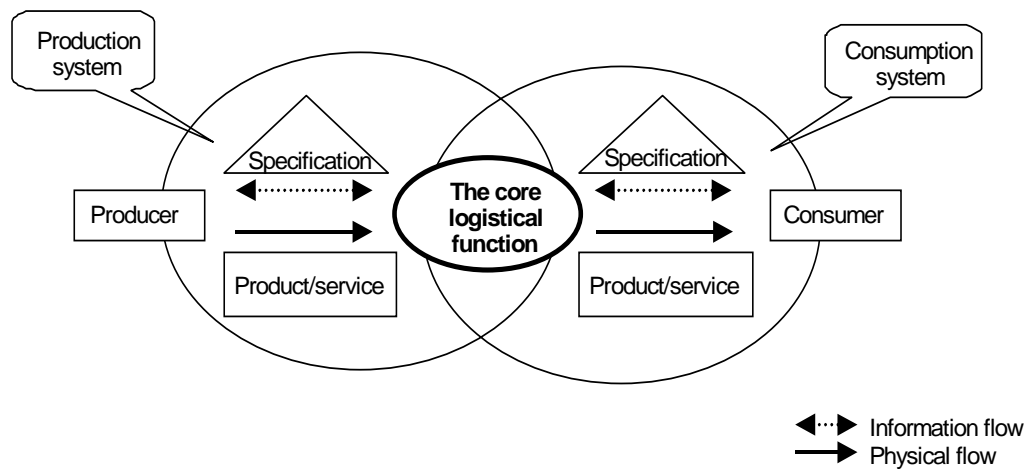 Production
system
Consumption
system
Specification
Specification
Producer
The core
logistical
function
Consumer
Product/service
Product/service
Information flow
Physical flow